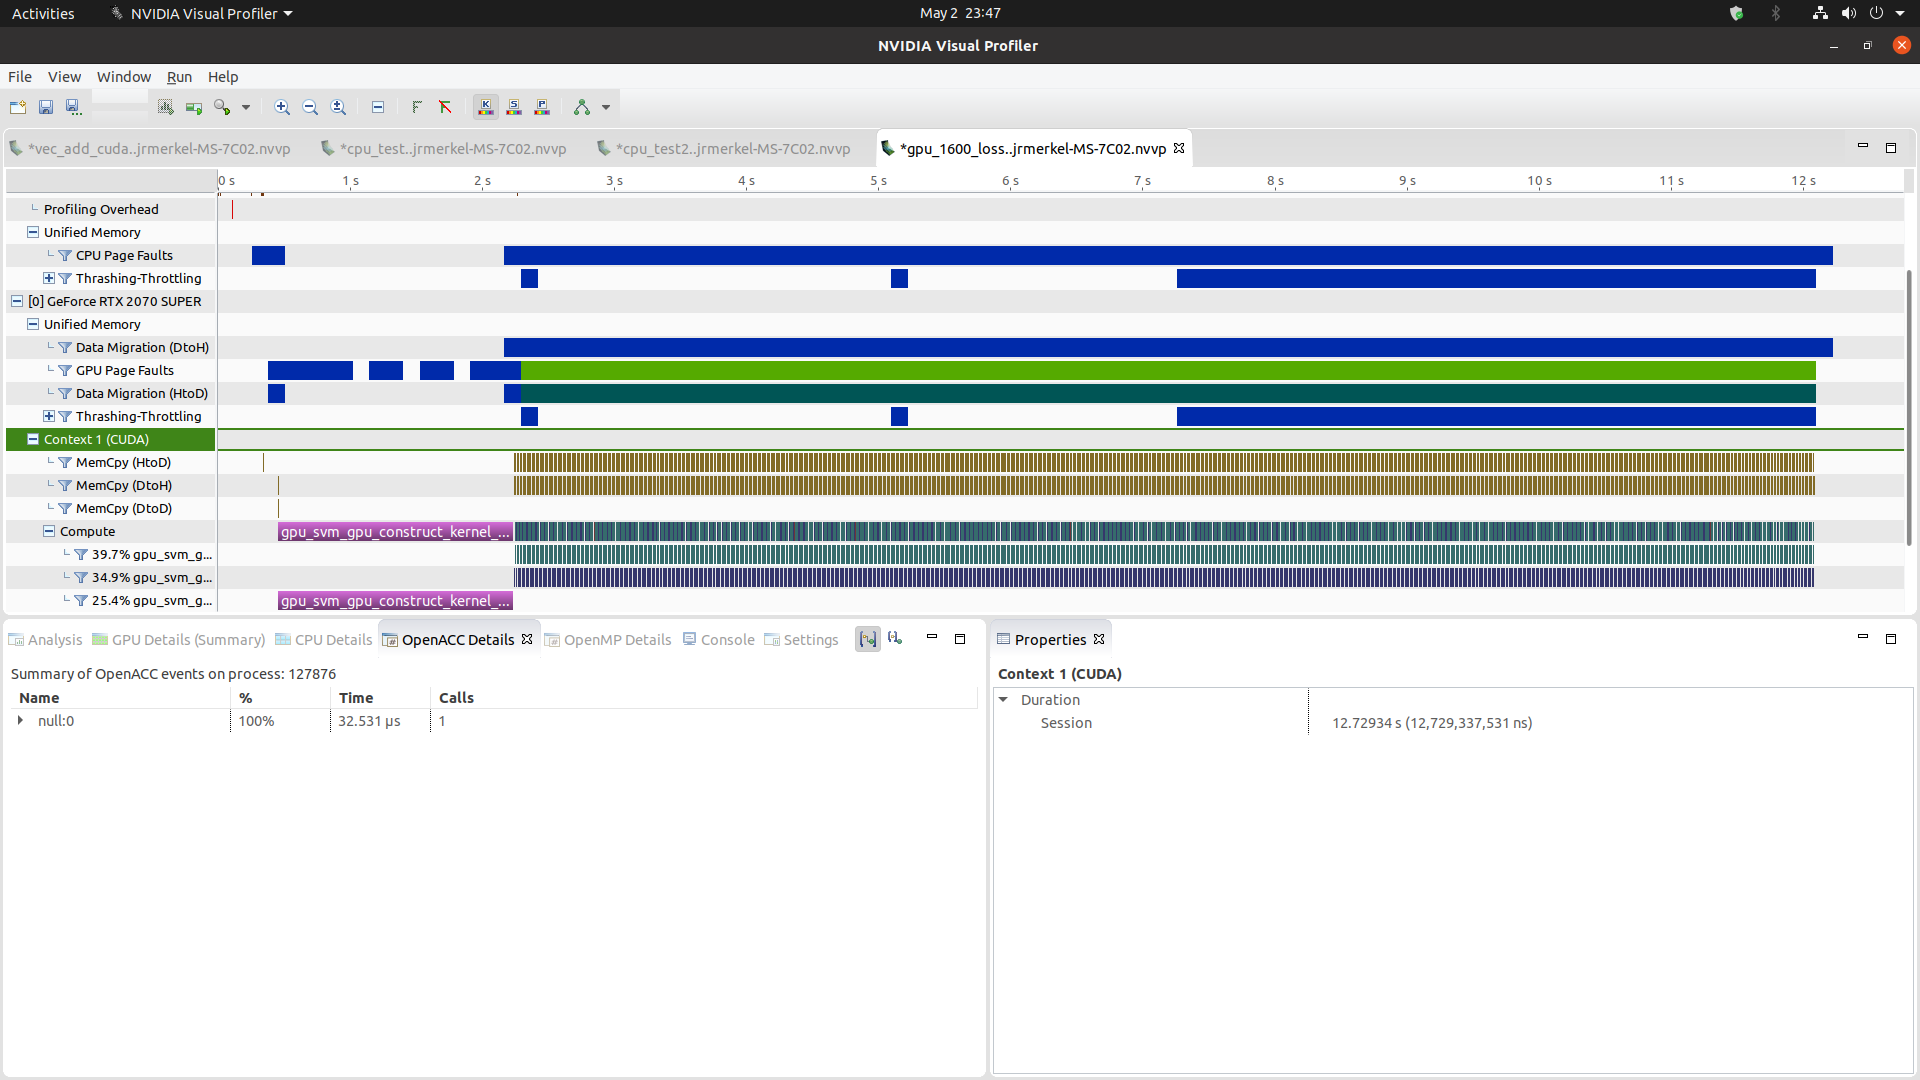 Activities NVIDIA Visual Profiler May 2 23:47
NVIDIA Visual Profiler
File View Window Run Help
K S P
*vec_add_cuda..jrmerkel-MS-7C02.nvvp *cpu_test..jrmerkel-MS-7C02.nvvp *cpu_test2..jrmerkel-MS-7C02.nvvp *gpu_1600_loss..jrmerkel-MS-7C02.nvvp
0 s 1 s 2 s 3 s 4 s 5 s 6 s 7 s 8 s 9 s 10 s 11 s 12 s
Profiling Overhead
Unified Memory
CPU Page Faults
Thrashing-Throttling
[0] GeForce RTX 2070 SUPER
Unified Memory
Data Migration (DtoH)
GPU Page Faults
Data Migration (HtoD)
Thrashing-Throttling
Context 1 (CUDA)
MemCpy (HtoD)
MemCpy (DtoH)
MemCpy (DtoD)
Compute gpu_svm_gpu_construct_kernel_...
39.7% gpu_svm_g...
34.9% gpu_svm_g...
25.4% gpu_svm_g... gpu_svm_gpu_construct_kernel_...
Analysis GPU Details (Summary) CPU Details OpenACC Details OpenMP Details Console Settings
Summary of OpenACC events on process: 127876
Name % Time Calls
null:0 100% 32.531 µs 1
Properties
Context 1 (CUDA)
Duration
Session 12.72934 s (12,729,337,531 ns)